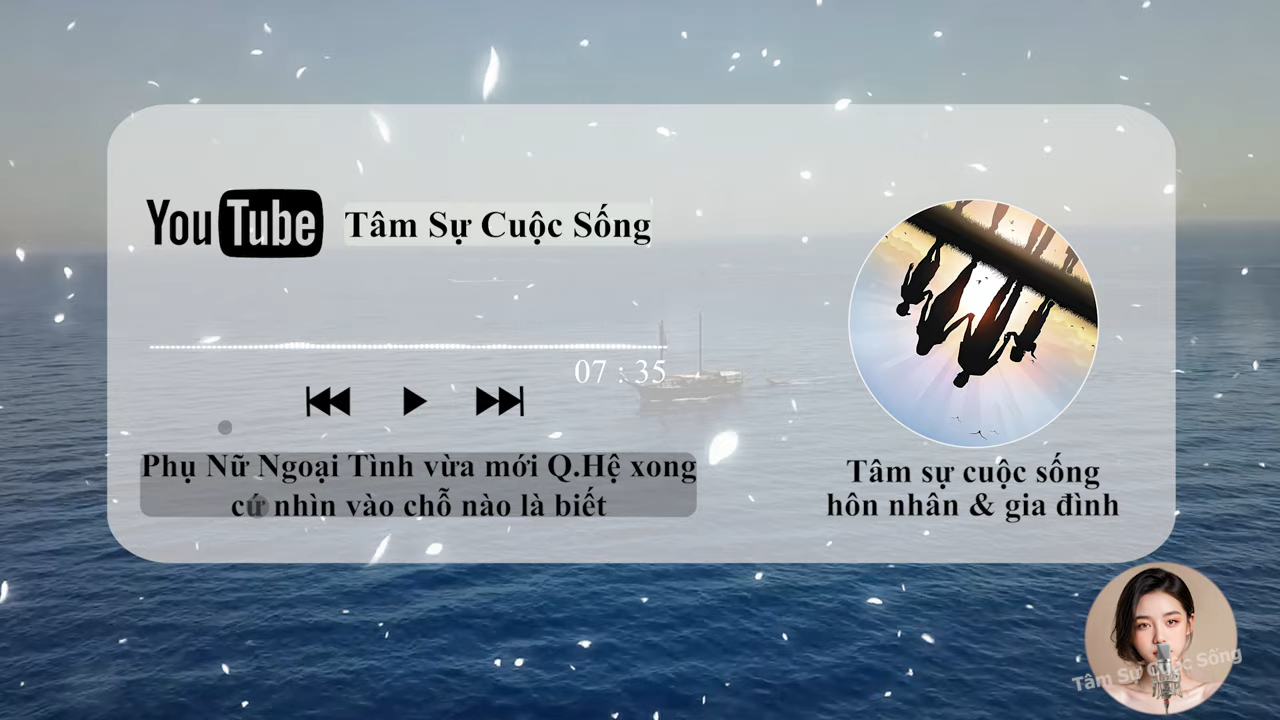 YouTube
Tâm Sự Cuộc Sống
07 : 35
Phụ Nữ Ngoại Tình vừa mới Q.Hệ xong
cứ nhìn vào chỗ nào là biết
Tâm sự cuộc sống
hôn nhân & gia đình
Tâm Sự Cuộc Sống